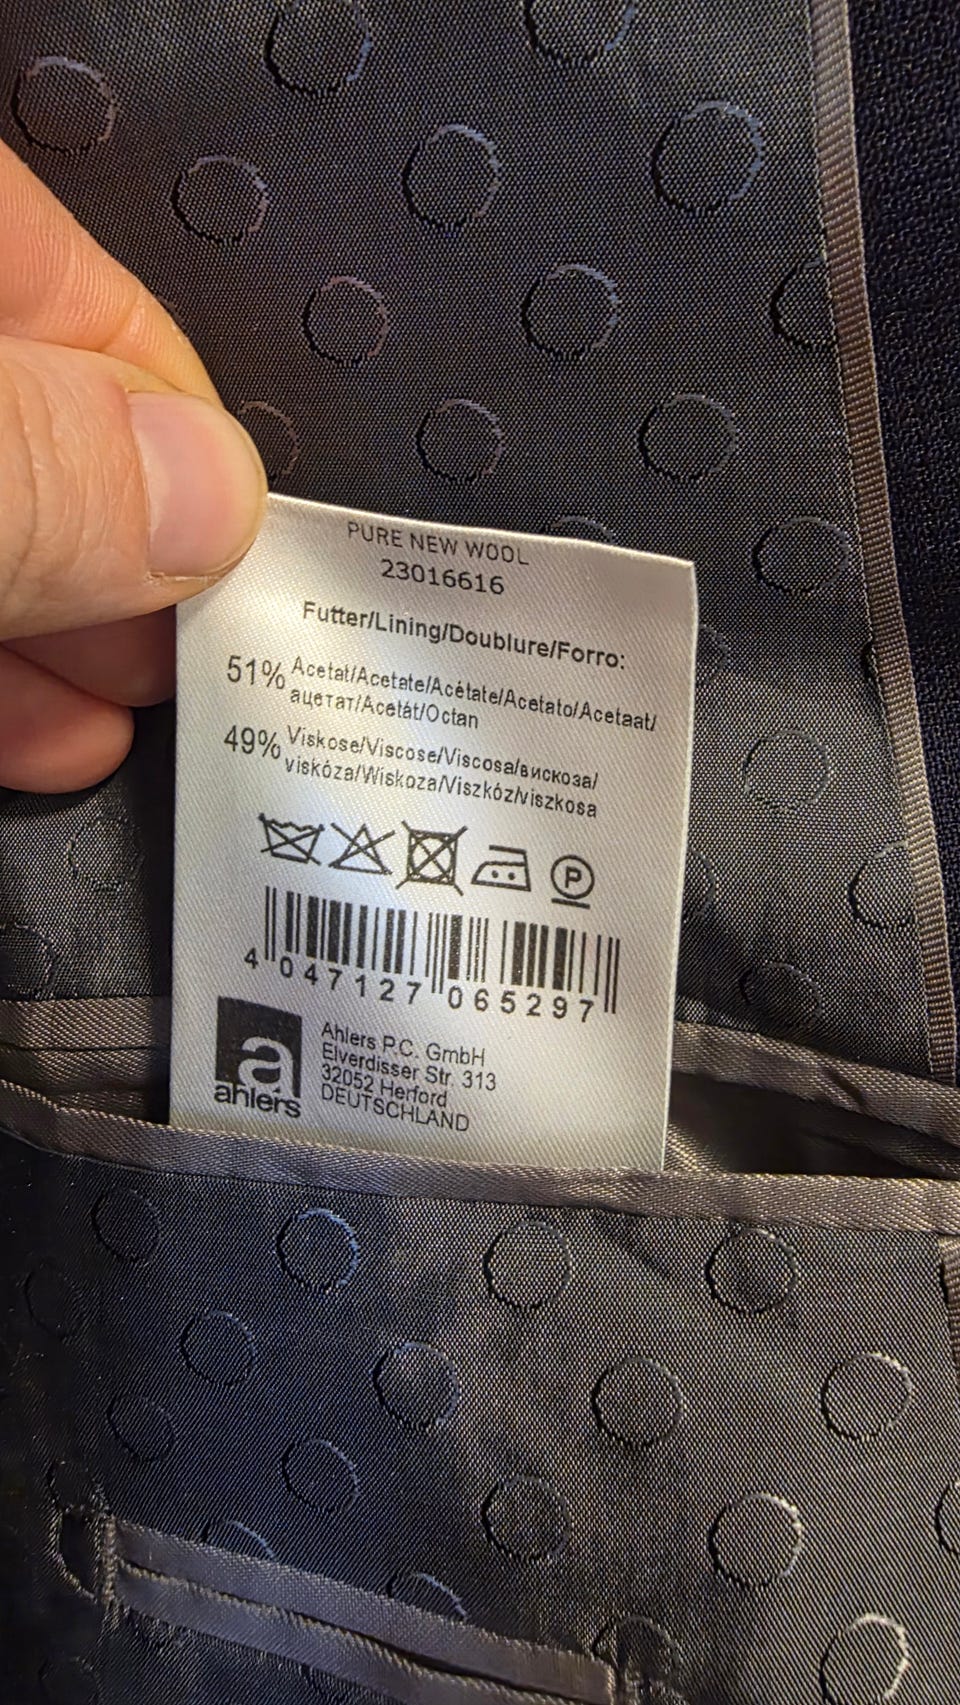 PURE NEW WOOL
23016616
Futter/Lining/Doublure/Forro:
51% Acetat/Acetate/Acétate/Acetato/Acetaat/
ацетат/Acetát/Octan
49% Viskose/Viscose/Viscosa/вискоза/
viskóza/Wiskoza/Viszkóz/viszkosa
P
4 047127 065297
a
ahlers
Ahlers P.C. GmbH
Elverdisser Str. 313
32052 Herford
DEUTSCHLAND